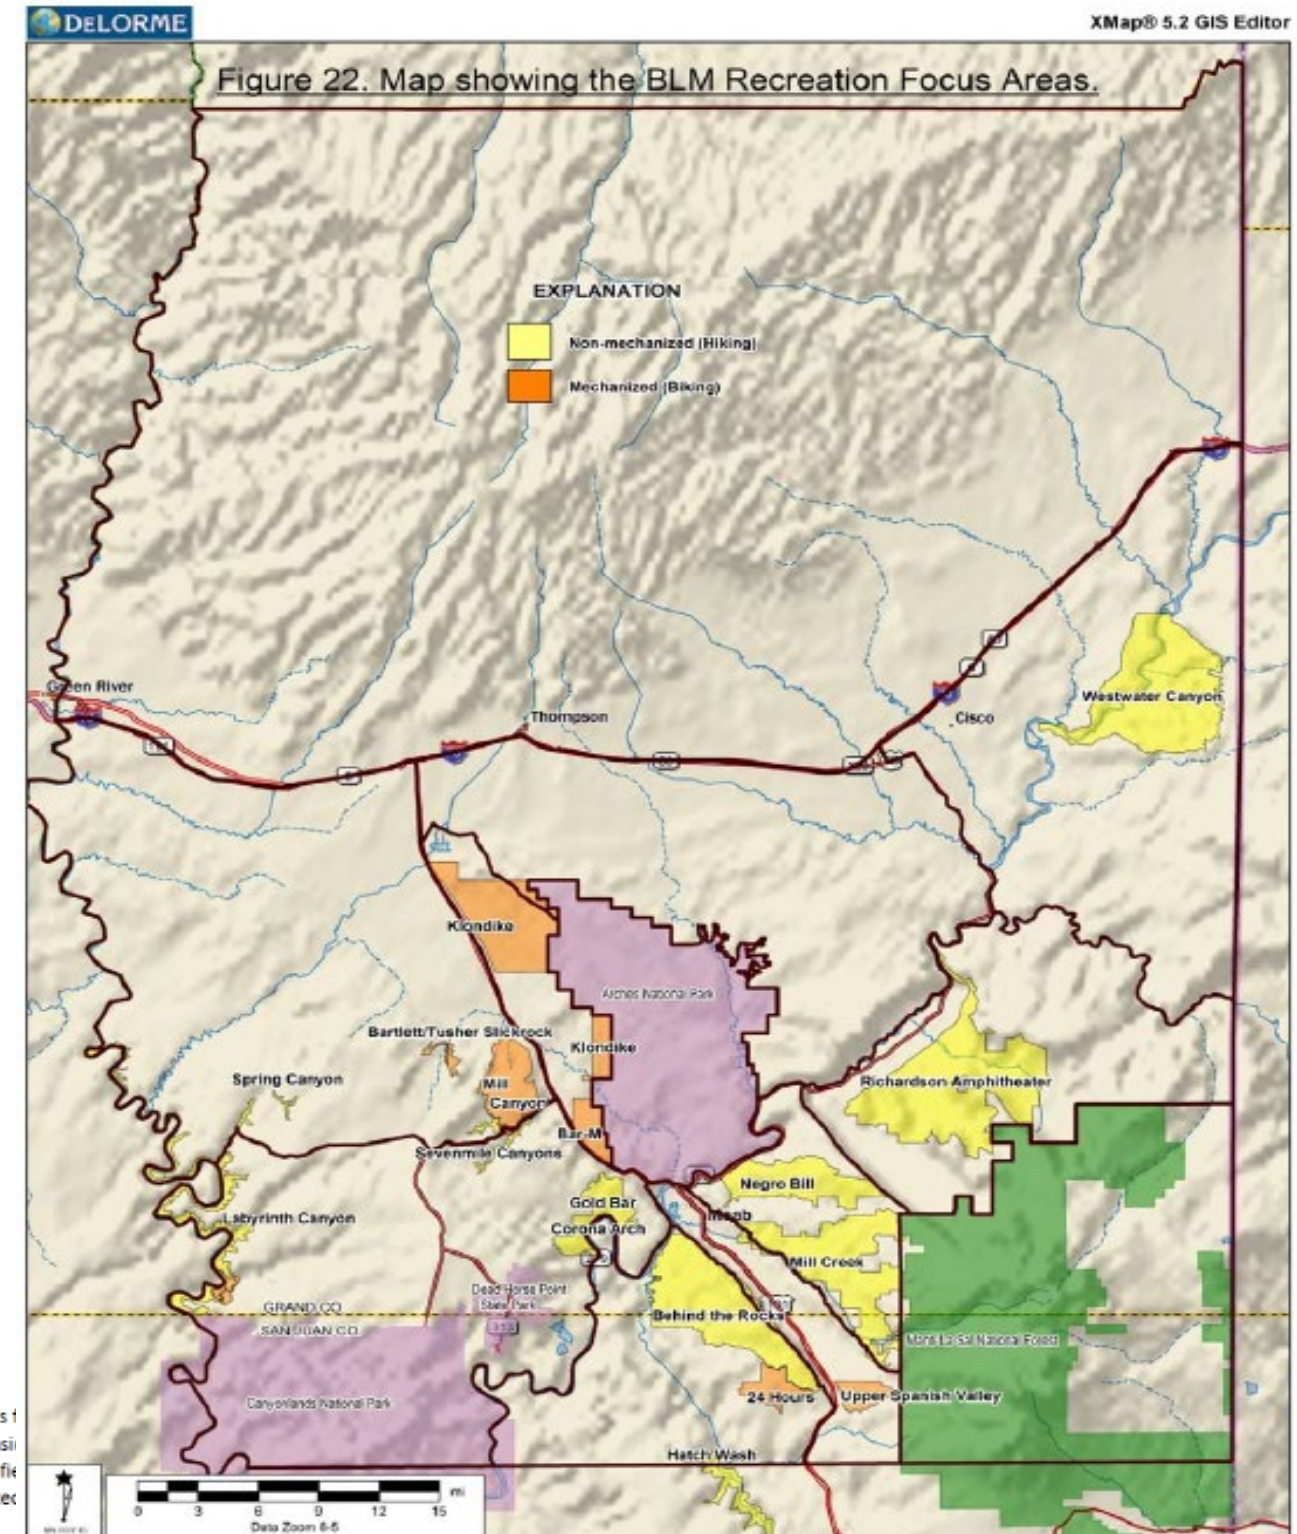 DELORME
XMap® 5.2 GIS Editor
Figure 22. Map showing the BLM Recreation Focus Areas.
EXPLANATION
Non-mechanized (Hiking)
Mechanized (Biking)
Green River
Thompson
Cisco
Westwater Canyon
Klondike
Arches National Park
Bartlett/Tusher Slickrock
Klondike
Spring Canyon
Mill
Canyon
Richardson Amphitheater
Bar-M
Sevenmile Canyons
Negro Bill
Gold Bar
Moab
Labyrinth Canyon
Corona Arch
Mill Creek
Dead Horse Point
State Park
GRAND CO
SAN JUAN CO
313
Behind the Rocks
Manti-La Sal National Forest
24 Hours
Upper Spanish Valley
Canyonlands National Park
Hatch Wash
mi
0 3 6 9 12 15
Data Zoom 8-5